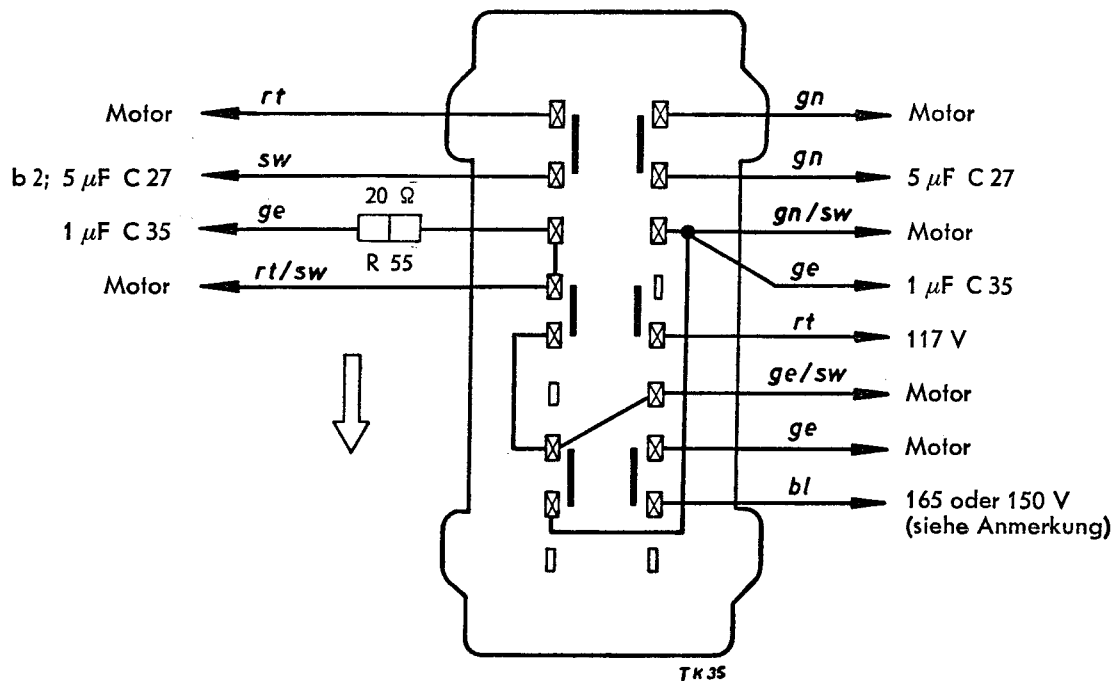 Motor rt gn Motor
b 2; 5 µF C 27 sw gn 5 µF C 27
20 Ω
1 µF C 35 ge gn/sw Motor
R 55
Motor rt/sw ge 1 µF C 35
rt 117 V
ge/sw Motor
ge Motor
bl 165 oder 150 V
(siehe Anmerkung)
TK 35